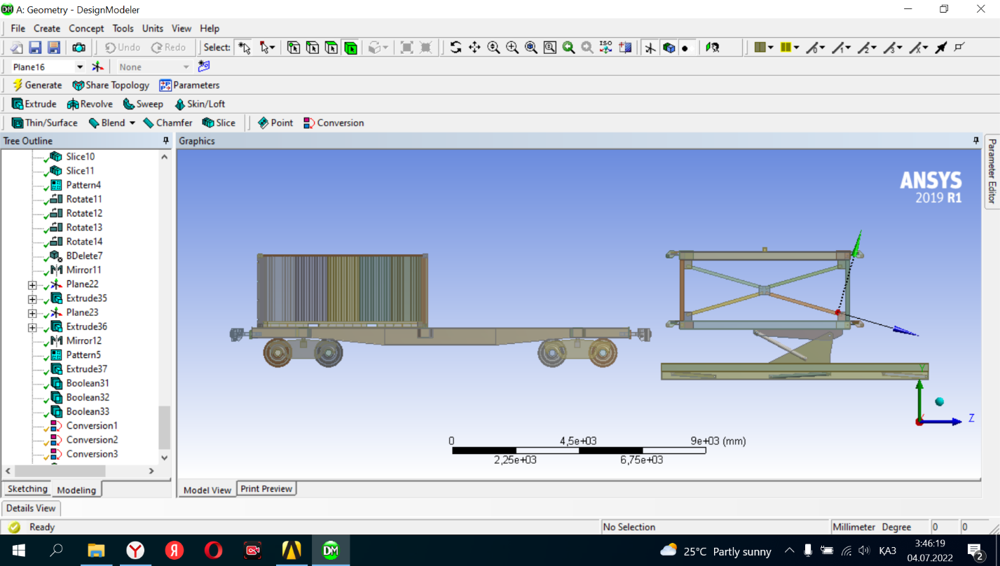 A: Geometry - DesignModeler
File Create Concept Tools Units View Help
Undo Redo Select: ISO
Plane16 None
Generate Share Topology Parameters
Extrude Revolve Sweep Skin/Loft
Thin/Surface Blend Chamfer Slice Point Conversion
Tree Outline
Slice10
Slice11
Pattern4
Rotate11
Rotate12
Rotate13
Rotate14
BDelete7
Mirror11
Plane22
Extrude35
Plane23
Extrude36
Mirror12
Pattern5
Extrude37
Boolean31
Boolean32
Boolean33
Conversion1
Conversion2
Conversion3
Sketching Modeling
Graphics
ANSYS
2019 R1
Y
Z
0 4,5e+03 9e+03 (mm)
2,25e+03 6,75e+03
Model View Print Preview
Parameter Editor
Details View
Ready No Selection Millimeter Degree 0 0
DM 25°C Partly sunny ҚАЗ 3:46:19
04.07.2022
2